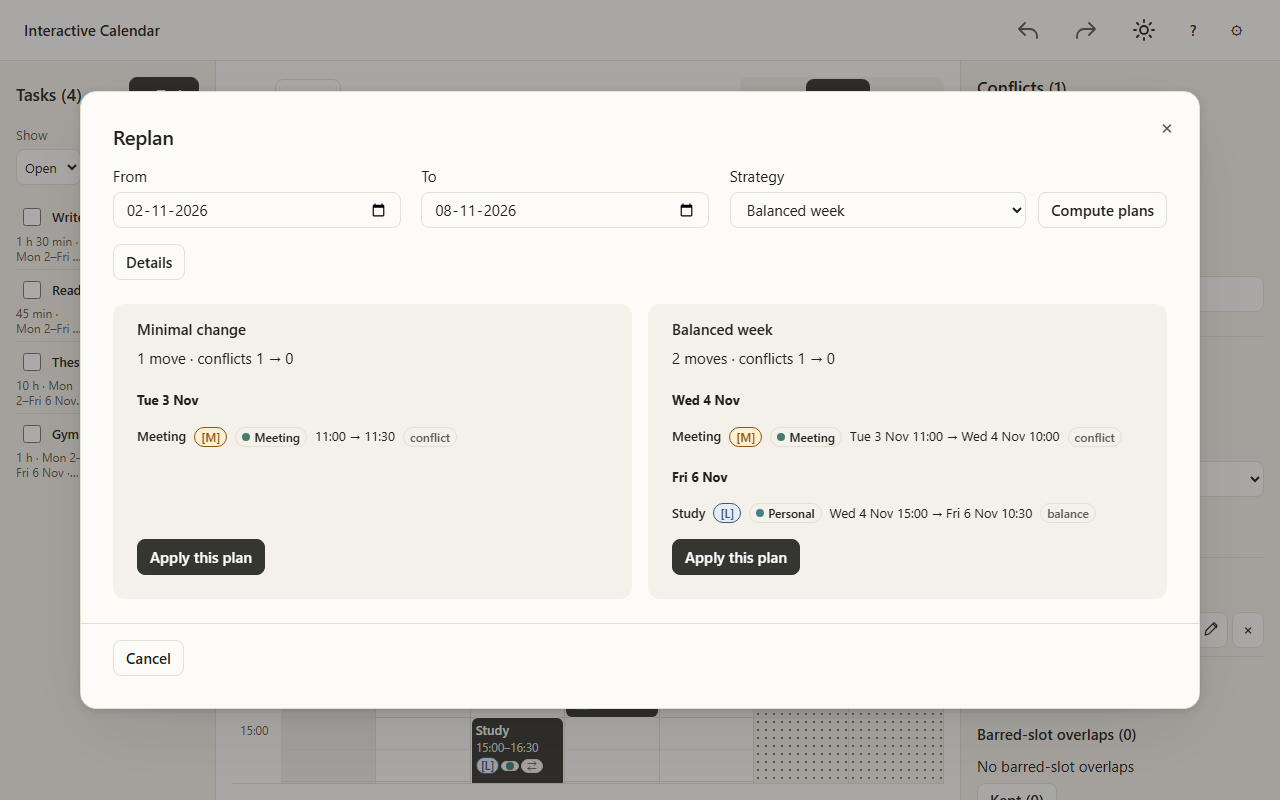 Interactive Calendar
?
Tasks (4)
Conflicts (1)
Show
Open
Write
1 h 30 min ·
Mon 2–Fri ...
Read
45 min ·
Mon 2–Fri ...
Thes
10 h · Mon
2–Fri 6 Nov.
Gym
1 h · Mon 2–
Fri 6 Nov ·...
Replan
×
From
To
Strategy
02-11-2026
08-11-2026
Balanced week
Compute plans
Details
Minimal change
1 move · conflicts 1 → 0
Tue 3 Nov
Meeting [M] Meeting 11:00 → 11:30 conflict
Apply this plan
Balanced week
2 moves · conflicts 1 → 0
Wed 4 Nov
Meeting [M] Meeting Tue 3 Nov 11:00 → Wed 4 Nov 10:00 conflict
Fri 6 Nov
Study [L] Personal Wed 4 Nov 15:00 → Fri 6 Nov 10:30 balance
Apply this plan
Cancel
×
15:00
Study
15:00–16:30
[L]
Barred-slot overlaps (0)
No barred-slot overlaps
Kept (0)